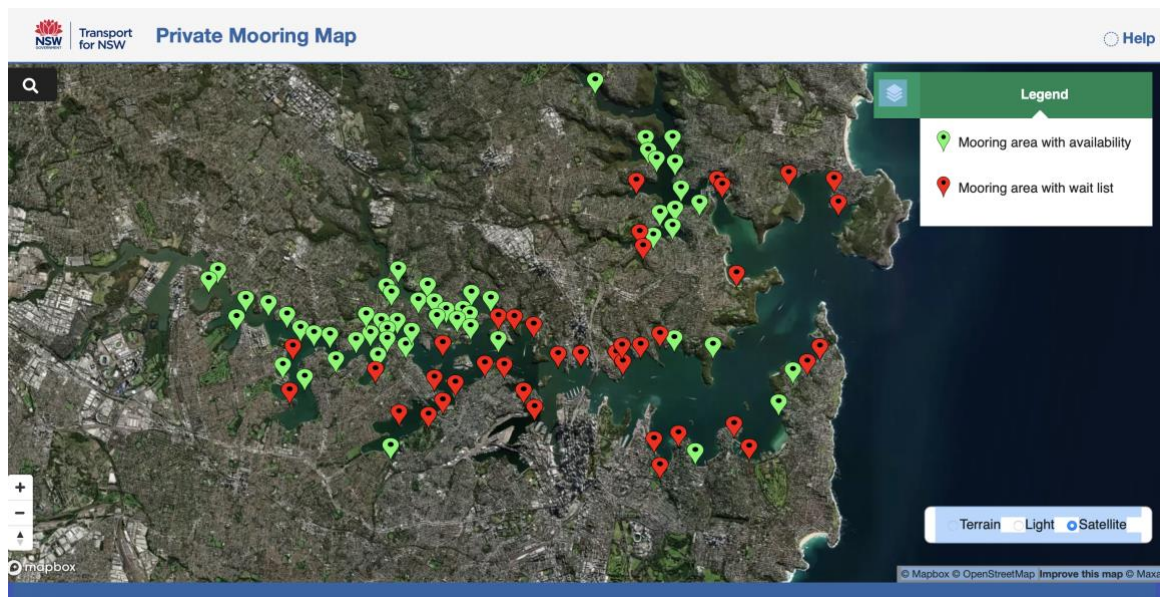 NSW
GOVERNMENT
Transport
for NSW
Private Mooring Map
Help
Legend
Mooring area with availability
Mooring area with wait list
Terrain Light Satellite
mapbox
© Mapbox © OpenStreetMap Improve this map © Maxa